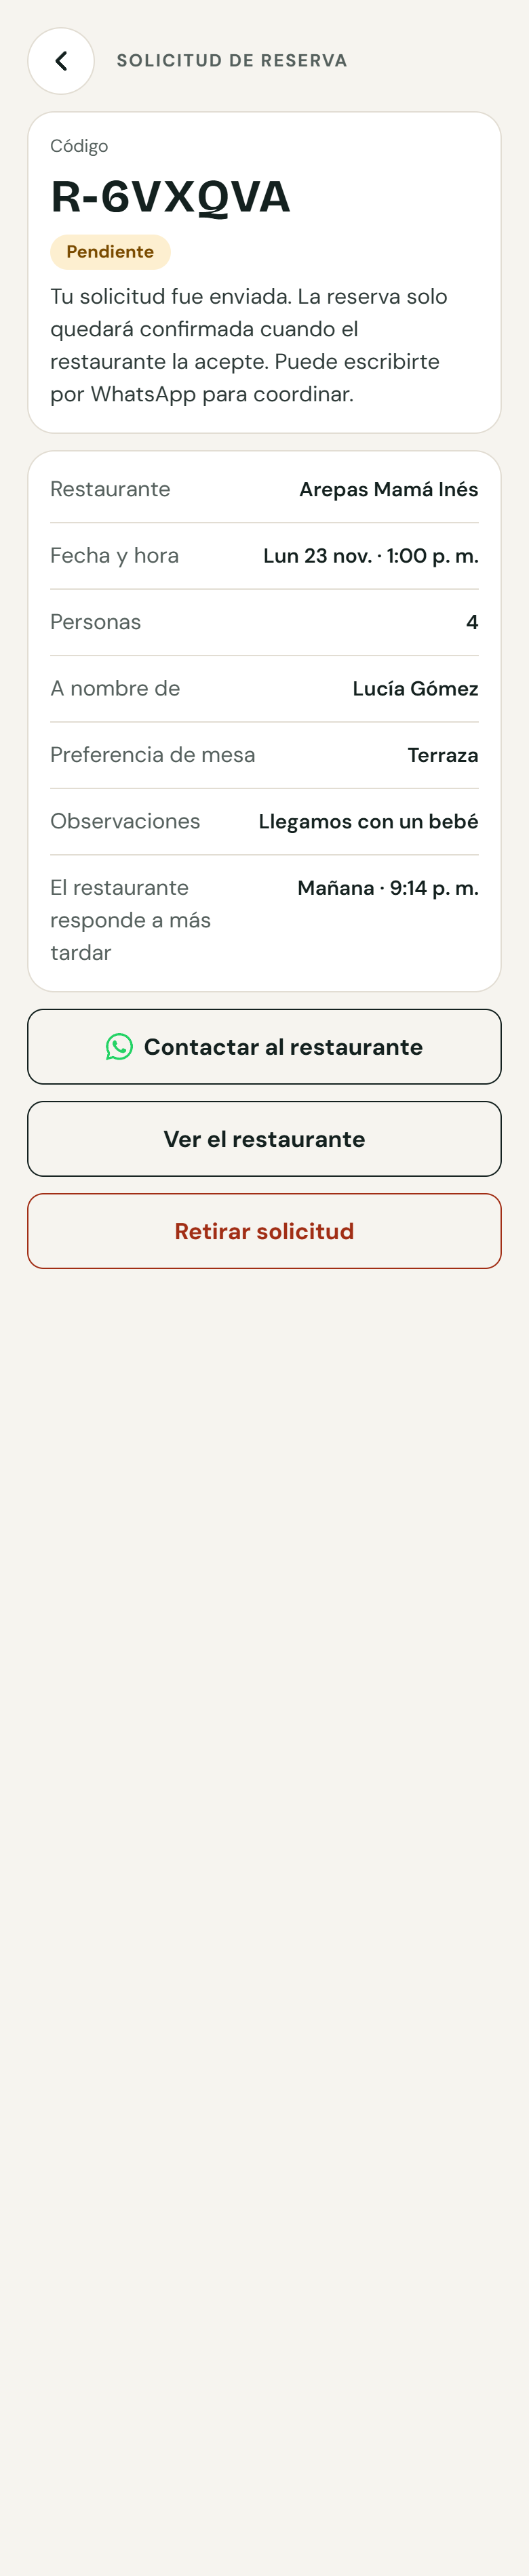 SOLICITUD DE RESERVA
Código
R-6VXQVA
Pendiente
Tu solicitud fue enviada. La reserva solo
quedará confirmada cuando el
restaurante la acepte. Puede escribirte
por WhatsApp para coordinar.
Restaurante Arepas Mamá Inés
Fecha y hora Lun 23 nov. · 1:00 p. m.
Personas 4
A nombre de Lucía Gómez
Preferencia de mesa Terraza
Observaciones Llegamos con un bebé
El restaurante Mañana · 9:14 p. m.
responde a más
tardar
Contactar al restaurante
Ver el restaurante
Retirar solicitud